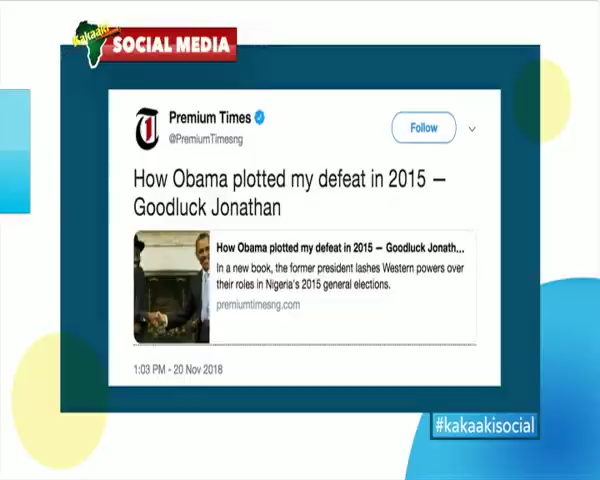 Kakaaki
SOCIAL MEDIA
Premium Times
@PremiumTimesng
Follow
How Obama plotted my defeat in 2015 –
Goodluck Jonathan
How Obama plotted my defeat in 2015 – Goodluck Jonath...
In a new book, the former president lashes Western powers over
their roles in Nigeria's 2015 general elections.
premiumtimesng.com
1:03 PM - 20 Nov 2018
#kakaakisocial